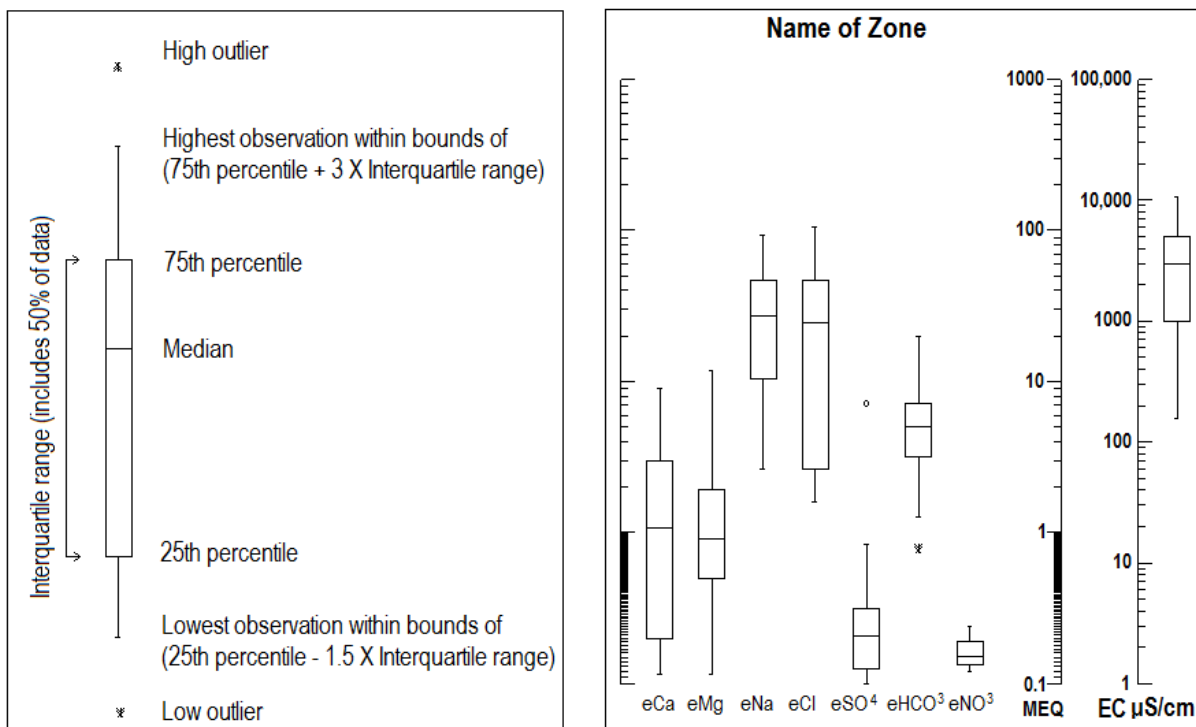 High outlier
Highest observation within bounds of
(75th percentile + 3 X Interquartile range)
Interquartile range (includes 50% of data)
75th percentile
Median
25th percentile
Lowest observation within bounds of
(25th percentile - 1.5 X Interquartile range)
Low outlier
Name of Zone
1000
100
10
1
0.1
MEQ
100,000
10,000
1000
100
10
1
EC µS/cm
eCa eMg eNa eCl eSO⁴ eHCO³ eNO³